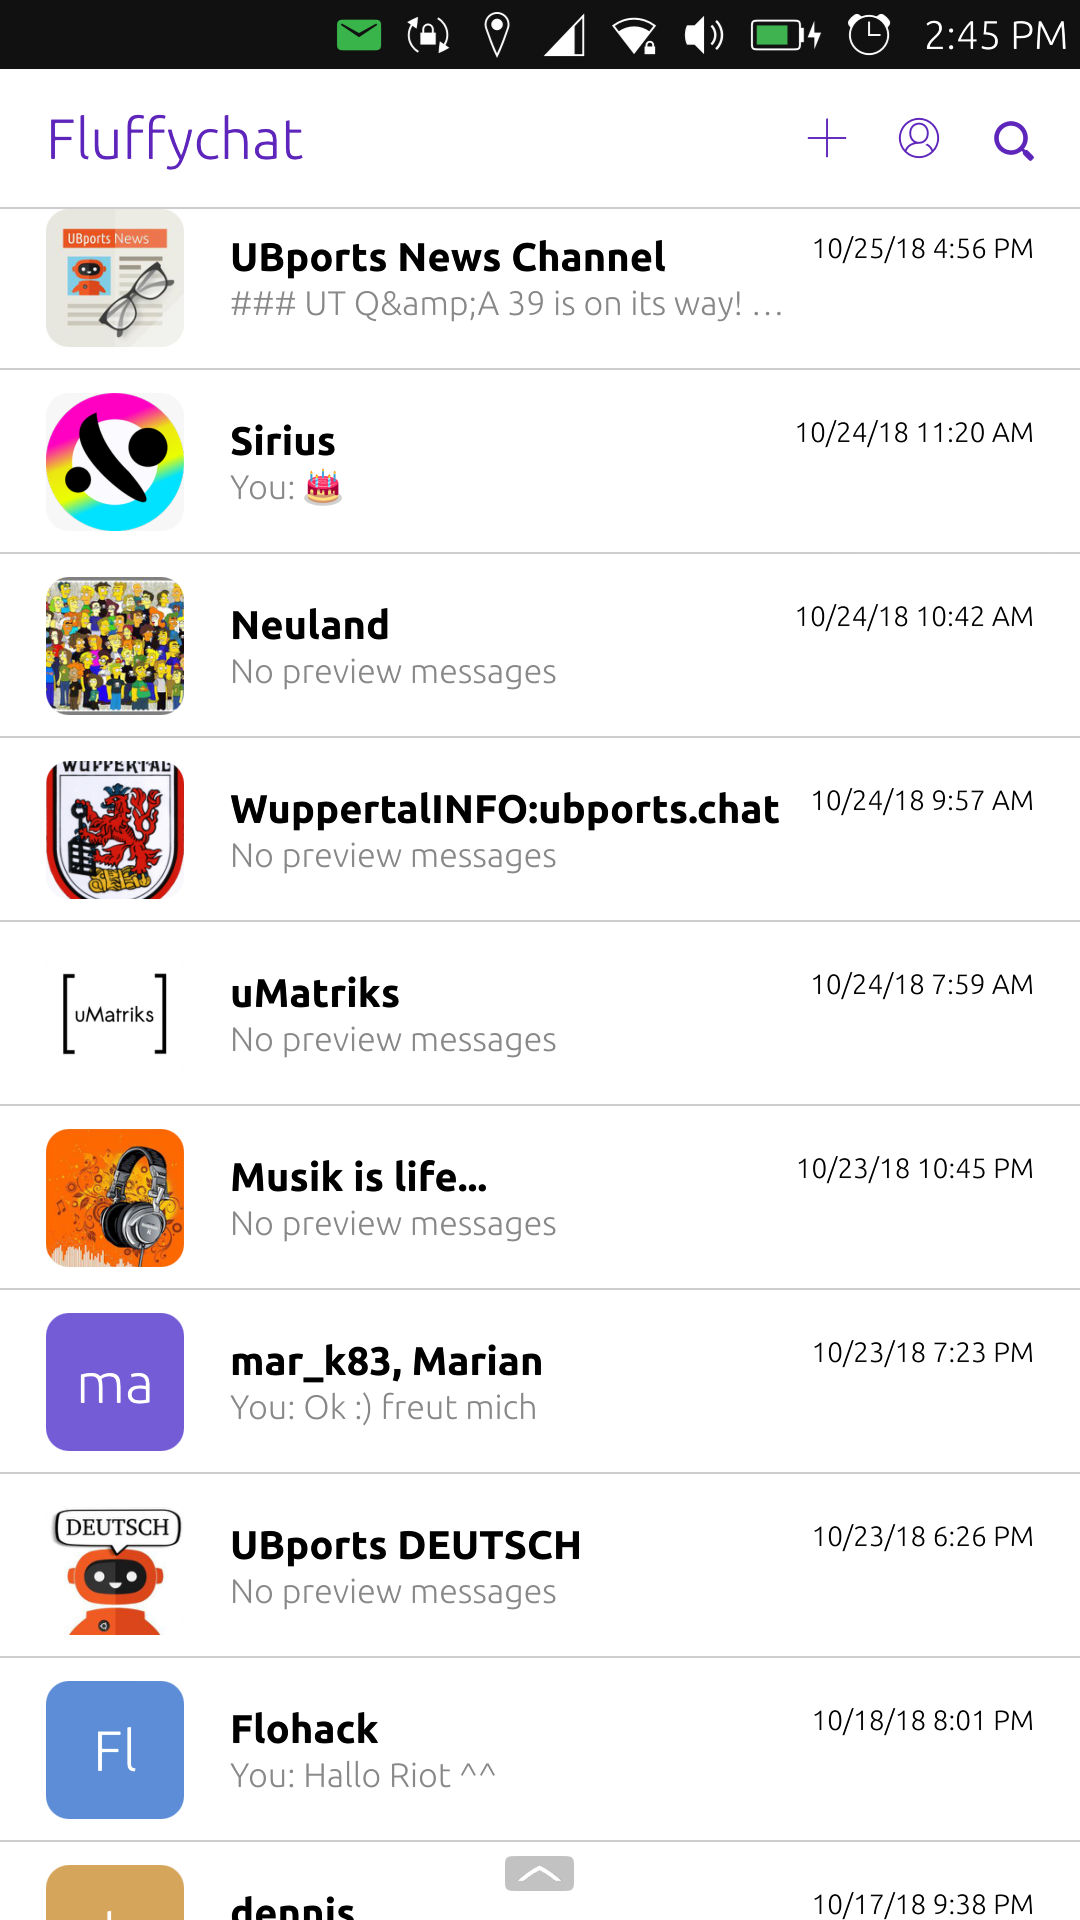 2:45 PM
Fluffychat
UBports News
UBports News Channel
10/25/18 4:56 PM
### UT Q&amp;A 39 is on its way! …
Sirius
10/24/18 11:20 AM
You: 🎂
Neuland
10/24/18 10:42 AM
No preview messages
WUPPERTAL
WuppertalINFO:ubports.chat
10/24/18 9:57 AM
No preview messages
[uMatriks]
uMatriks
10/24/18 7:59 AM
No preview messages
Musik is life...
10/23/18 10:45 PM
No preview messages
ma
mar_k83, Marian
10/23/18 7:23 PM
You: Ok :) freut mich
DEUTSCH
UBports DEUTSCH
10/23/18 6:26 PM
No preview messages
Fl
Flohack
10/18/18 8:01 PM
You: Hallo Riot ^^
dennis
10/17/18 9:38 PM